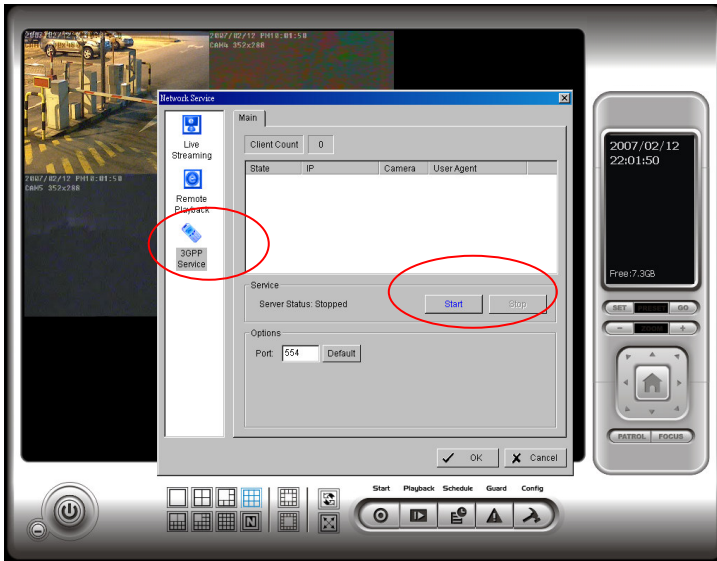 2007/02/12 PM10:01:50
CAM4 352x288
2007/02/12 PM10:01:50
CAM5 352x288
Network Service
Live
Streaming
Remote
Playback
3GPP
Service
Main
Client Count 0
State IP Camera User Agent
Service
Server Status: Stopped Start Stop
Options
Port: 554 Default
OK Cancel
2007/02/12
22:01:50
Free:7.3GB
SET PRESET GO
- ZOOM +
PATROL FOCUS
Start Playback Schedule Guard Config
N